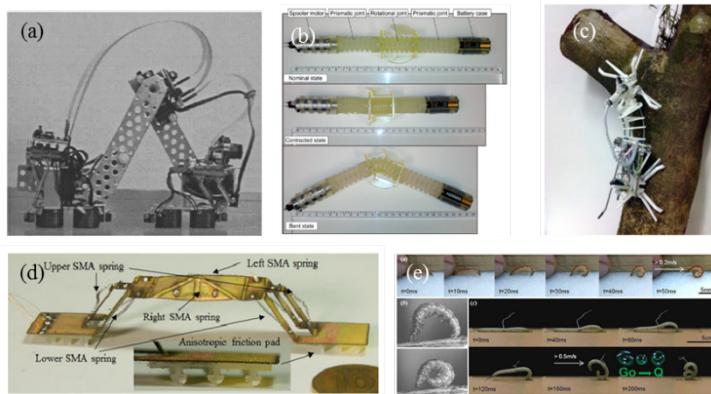 (a)
(b)
Spooler motor Prismatic joint Rotational joint Prismatic joint Battery case
Nominal state
Contracted state
Bent state
(c)
(d)
Upper SMA spring
Left SMA spring
Right SMA spring
Anisotropic friction pad
Lower SMA spring
(e)
> 0.2m/s
t=0ms t=10ms t=20ms t=30ms t=40ms t=50ms
(c)
t=0ms t=40ms t=80ms
> 0.5m/s
Go → Q
t=120ms t=160ms t=200ms